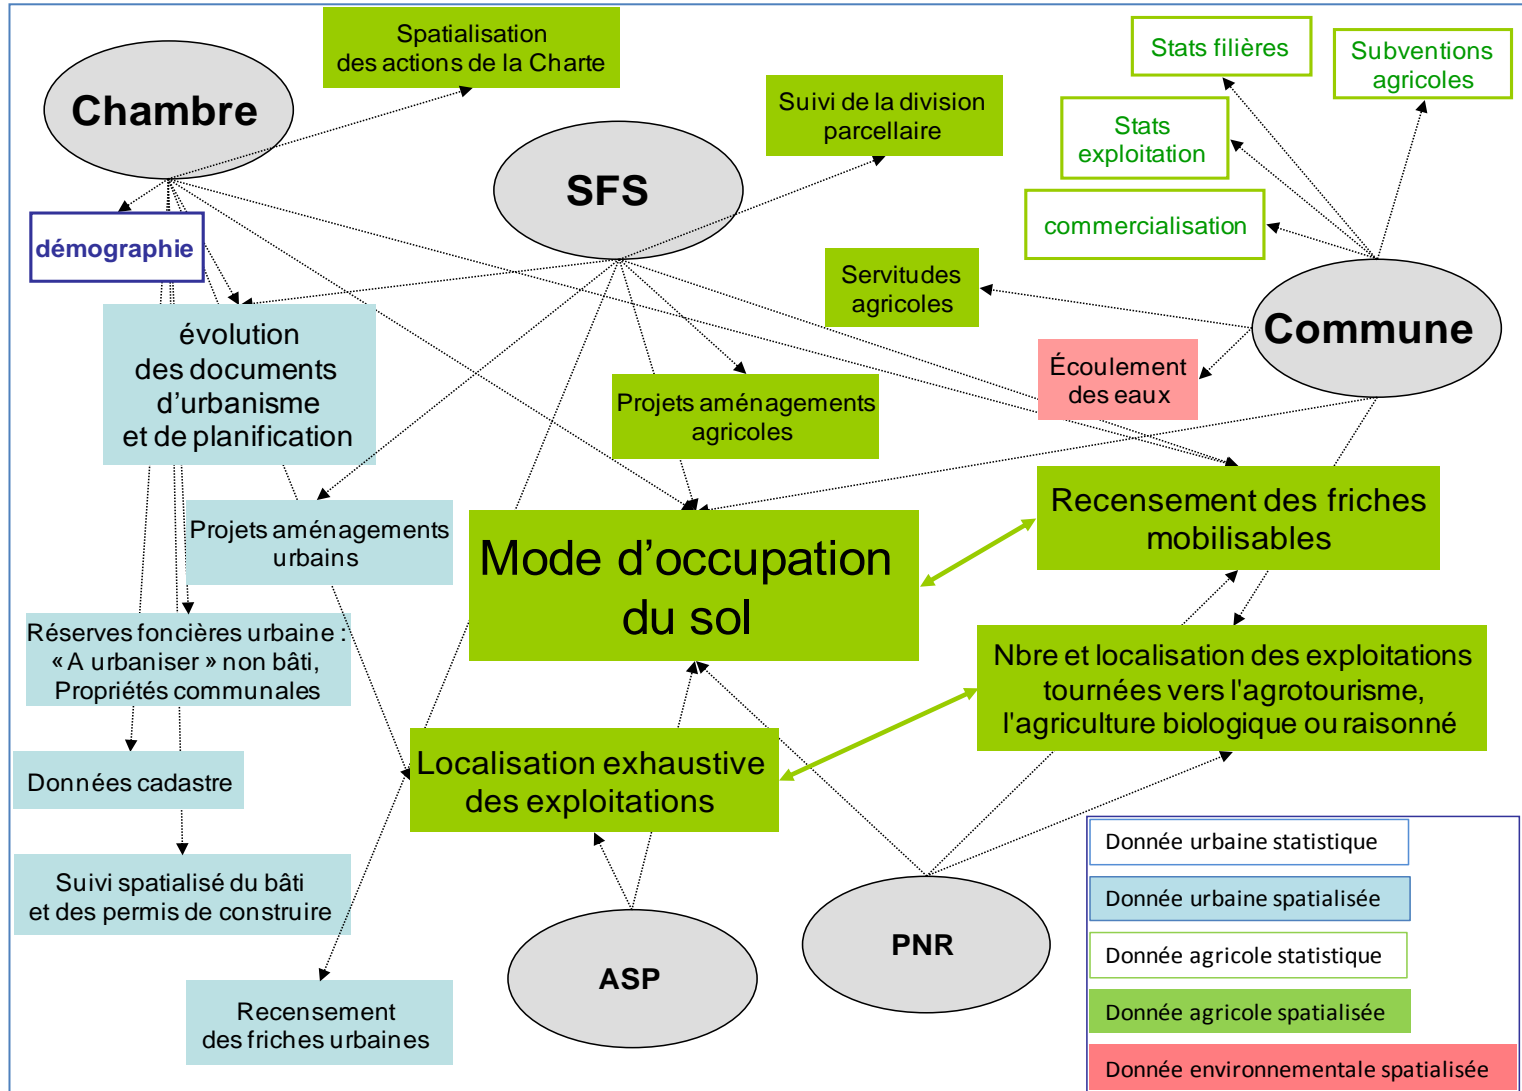 Spatialisation
des actions de la Charte
Stats filières
Subventions
agricoles
Chambre
Suivi de la division
parcellaire
Stats
exploitation
SFS
démographie
commercialisation
Servitudes
agricoles
Commune
évolution
des documents
d’urbanisme
et de planification
Écoulement
des eaux
Projets aménagements
agricoles
Projets aménagements
urbains
Mode d’occupation
du sol
Recensement des friches
mobilisables
Réserves foncières urbaine :
« A urbaniser » non bâti,
Propriétés communales
Nbre et localisation des exploitations
tournées vers l'agrotourisme,
l'agriculture biologique ou raisonné
Données cadastre
Localisation exhaustive
des exploitations
Suivi spatialisé du bâti
et des permis de construire
ASP
PNR
Recensement
des friches urbaines
Donnée urbaine statistique
Donnée urbaine spatialisée
Donnée agricole statistique
Donnée agricole spatialisée
Donnée environnementale spatialisée